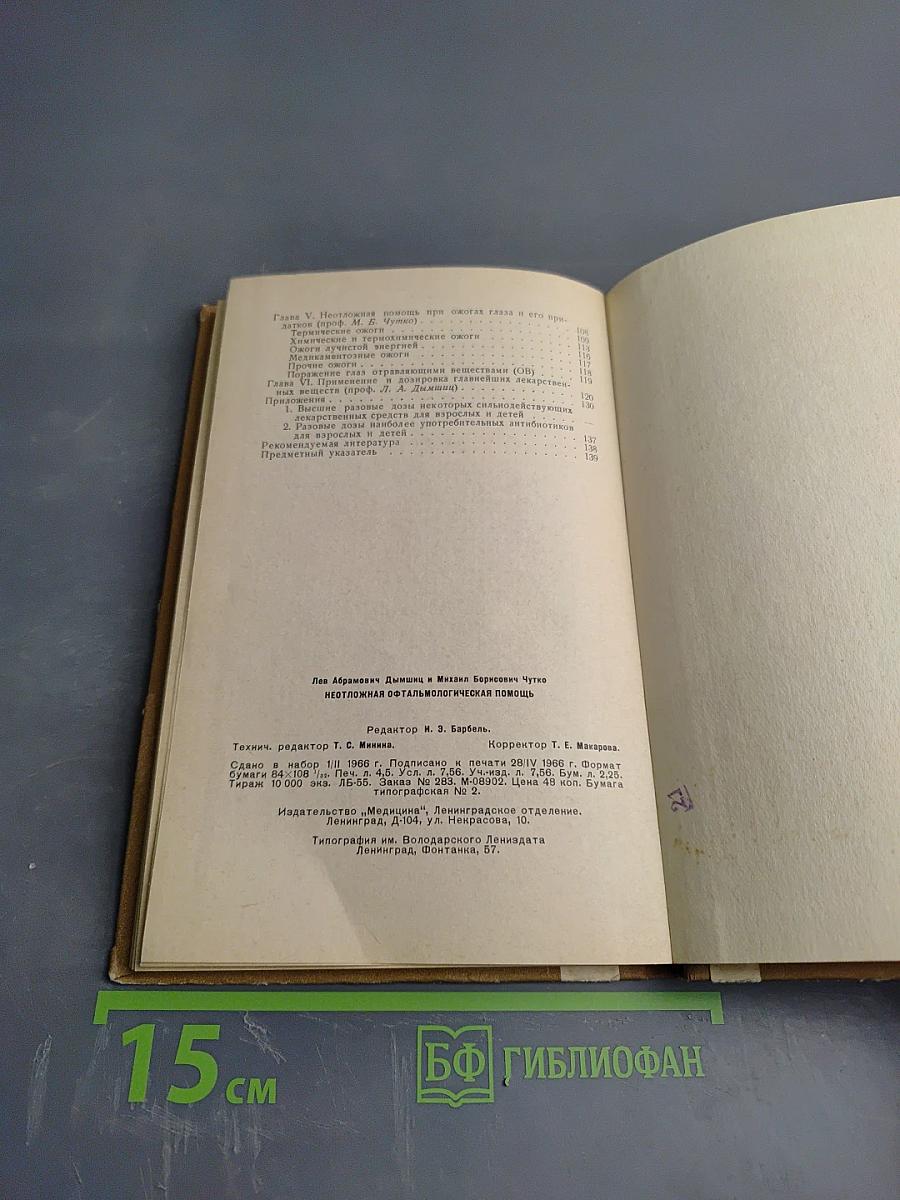 Глава V. Неотложная помощь при ожогах глаза и его при-
датков (проф. М. Б. Чутко) . . . . . . . . . . . . 108
Термические ожоги . . . . . . . . . . . . . . . 109
Химические и термохимические ожоги . . . . . . . . 113
Ожоги лучистой энергией . . . . . . . . . . . . . 116
Медикаментозные ожоги . . . . . . . . . . . . . 117
Прочие ожоги . . . . . . . . . . . . . . . . . 118
Поражение глаз отравляющими веществами (ОВ) . . . . 119
Глава VI. Применение и дозировка главнейших лекарствен-
ных веществ (проф. Л. А. Дымшиц) . . . . . . . . . 120
Приложения . . . . . . . . . . . . . . . . . . 130
1. Высшие разовые дозы некоторых сильнодействующих
лекарственных средств для взрослых и детей . . . . —
2. Разовые дозы наиболее употребительных антибиотиков
для взрослых и детей . . . . . . . . . . . . . 137
Рекомендуемая литература . . . . . . . . . . . . 138
Предметный указатель . . . . . . . . . . . . . . 139
Лев Абрамович Дымшиц и Михаил Борисович Чутко
НЕОТЛОЖНАЯ ОФТАЛЬМОЛОГИЧЕСКАЯ ПОМОЩЬ
Редактор И. Э. Барбель.
Технич. редактор Т. С. Минина. Корректор Т. Е. Макарова.
Сдано в набор 1/II 1966 г. Подписано к печати 28/IV 1966 г. Формат
бумаги 84×108 1/32. Печ. л. 4,5. Усл. л. 7,56. Уч.-изд. л. 7,56. Бум. л. 2,25.
Тираж 10 000 экз. ЛБ-55. Заказ № 283. М-08902. Цена 48 коп. Бумага
типографская № 2.
Издательство „Медицина", Ленинградское отделение.
Ленинград, Д-104, ул. Некрасова, 10.
Типография им. Володарского Лениздата
Ленинград, Фонтанка, 57.
21
15 см
БФ ГИБЛИОФАН